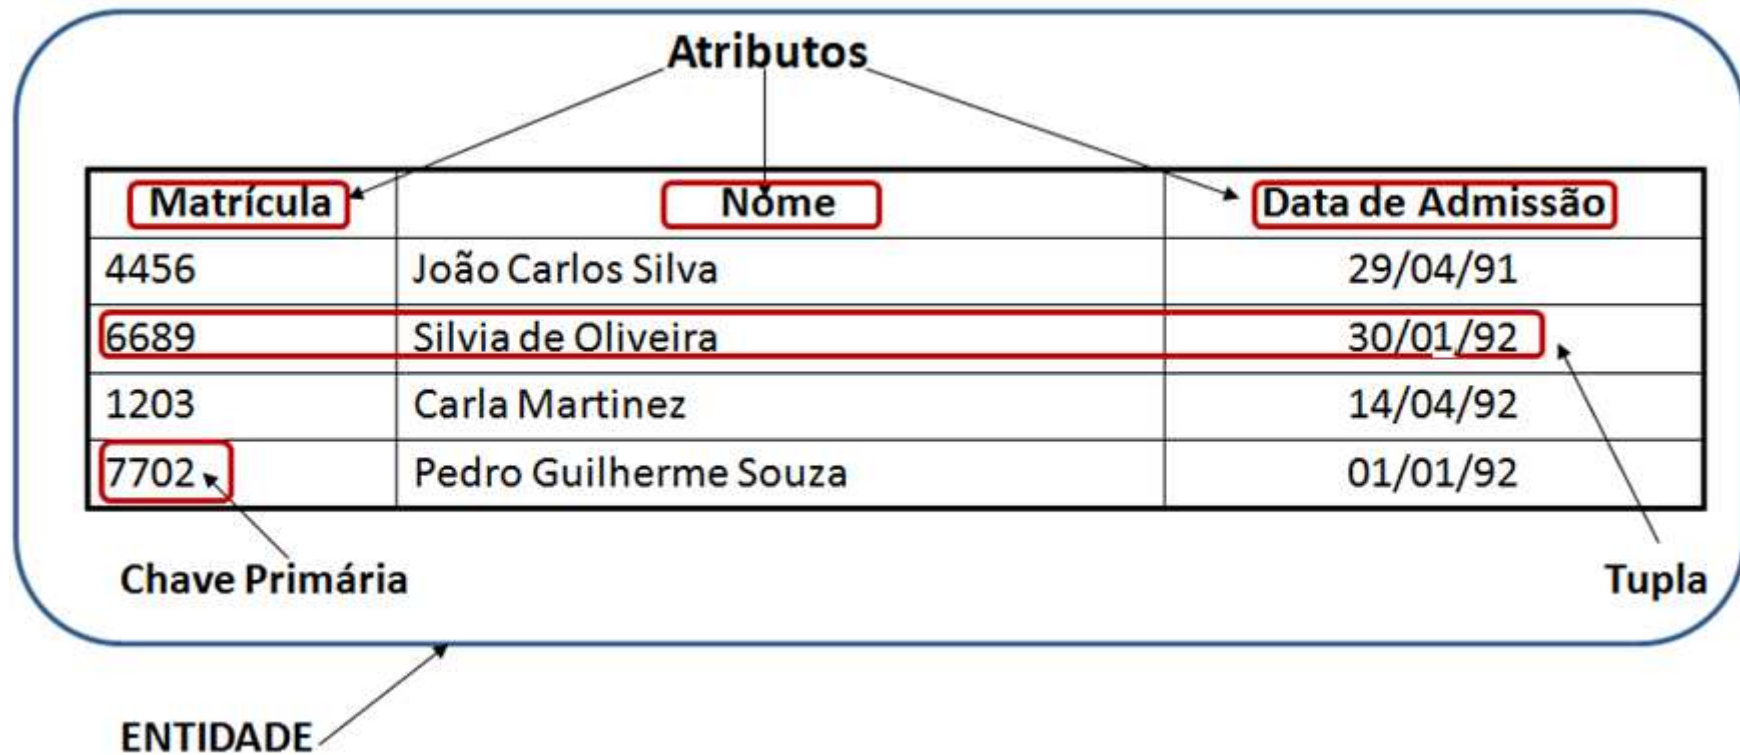 Atributos
Matrícula Nome Data de Admissão
4456 João Carlos Silva 29/04/91
6689 Silvia de Oliveira 30/01/92
1203 Carla Martinez 14/04/92
7702 Pedro Guilherme Souza 01/01/92
Chave Primária Tupla
ENTIDADE